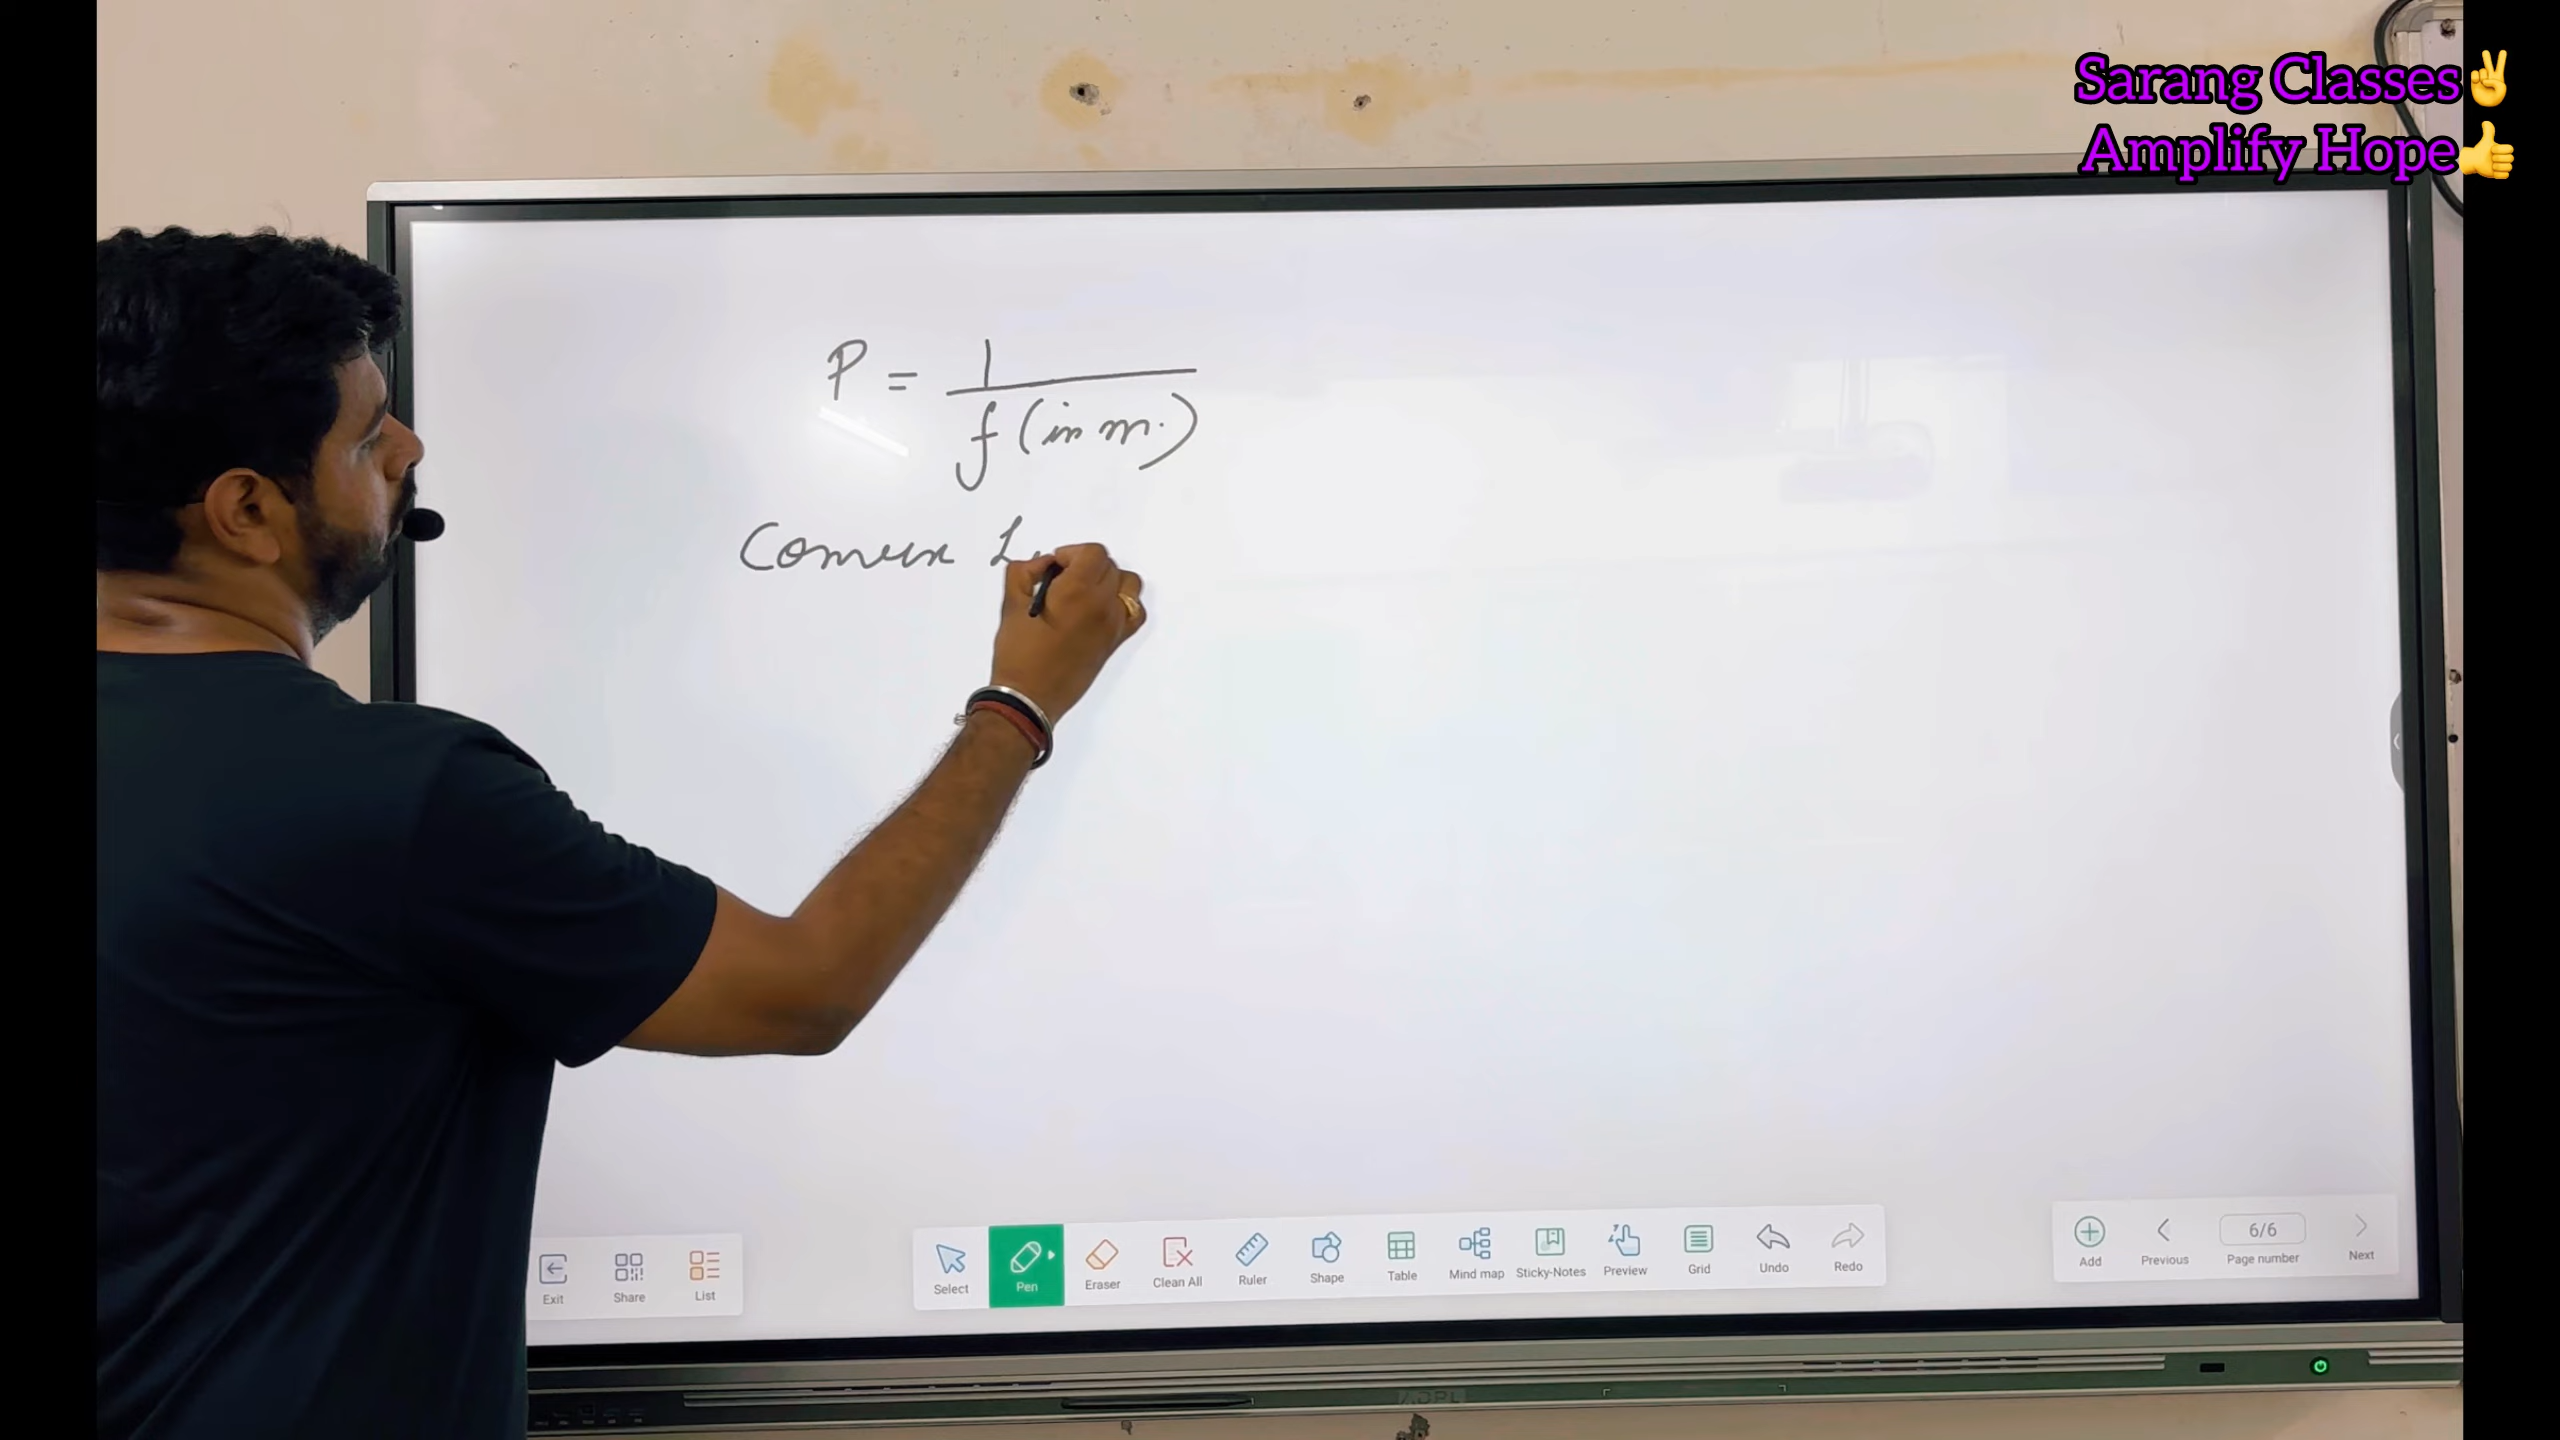 Sarang Classes✌️
Amplify Hope👍
P = 1 / f (in m.)
Convex
Exit
Share
List
Select
Pen
Eraser
Clean All
Ruler
Shape
Table
Mind map
Sticky-Notes
Preview
Grid
Undo
Redo
Add
Previous
6/6
Page number
Next